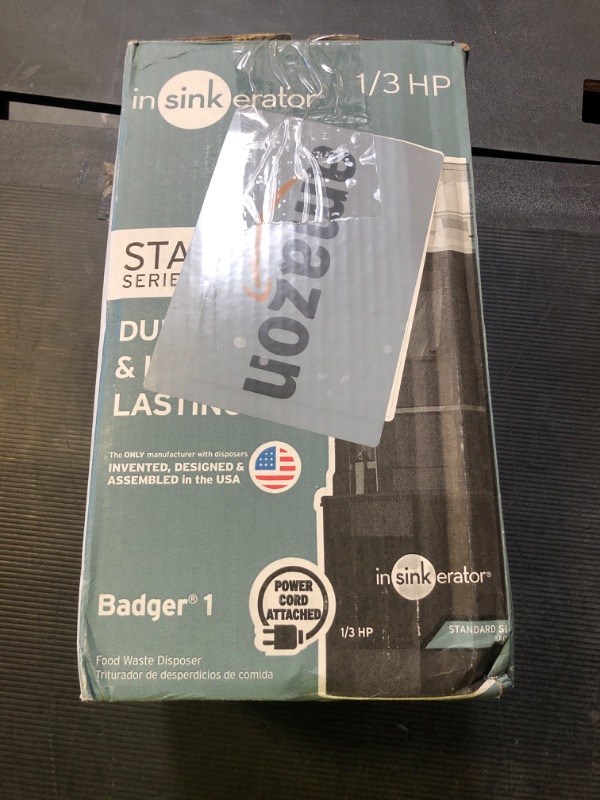 insinkerator
1/3 HP
amazon
STA
SERIE
DU
&
LASTING
The ONLY manufacturer with disposers
INVENTED, DESIGNED &
ASSEMBLED in the USA
Badger® 1
POWER
CORD
ATTACHED
insinkerator®
1/3 HP
STANDARD
Food Waste Disposer
Triturador de desperdicios de comida